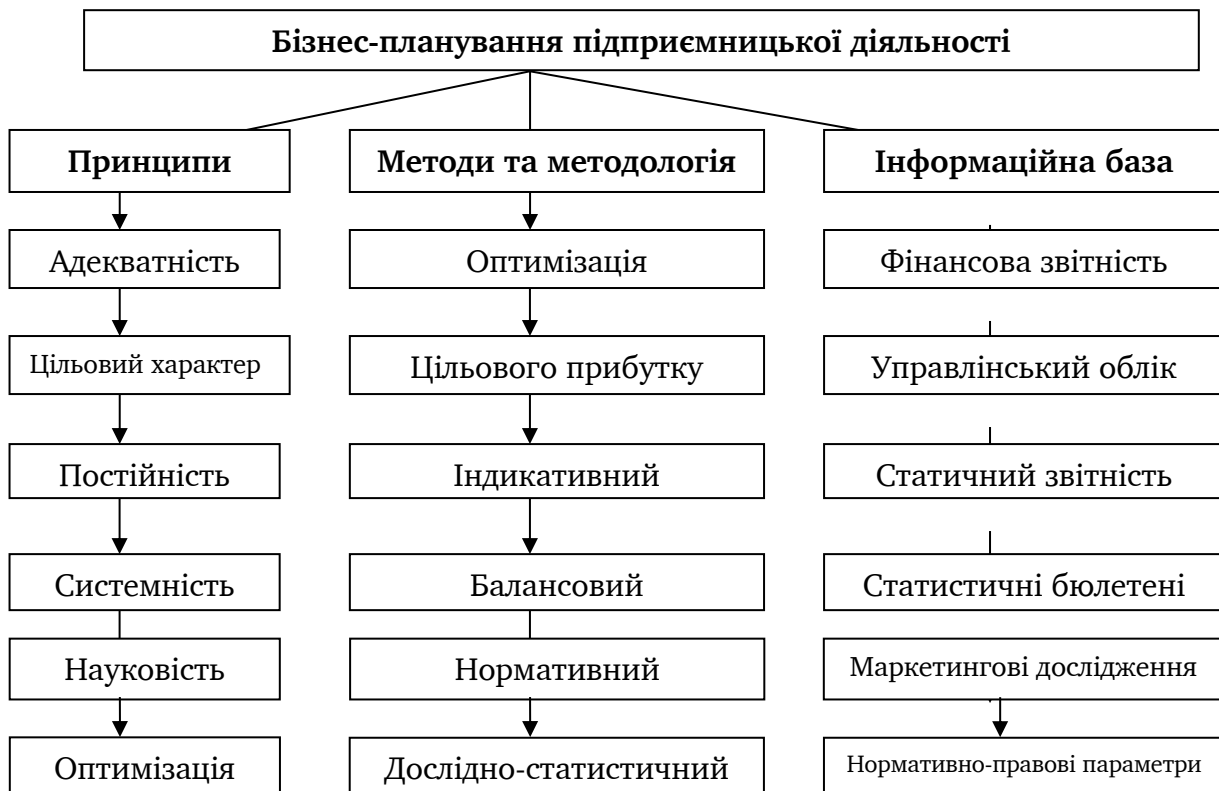 Бізнес-планування підприємницької діяльності
Принципи
Методи та методологія
Інформаційна база
Адекватність
Оптимізація
Фінансова звітність
Цільовий характер
Цільового прибутку
Управлінський облік
Постійність
Індикативний
Статичний звітність
Системність
Балансовий
Статистичні бюлетені
Науковість
Нормативний
Маркетингові дослідження
Оптимізація
Дослідно-статистичний
Нормативно-правові параметри